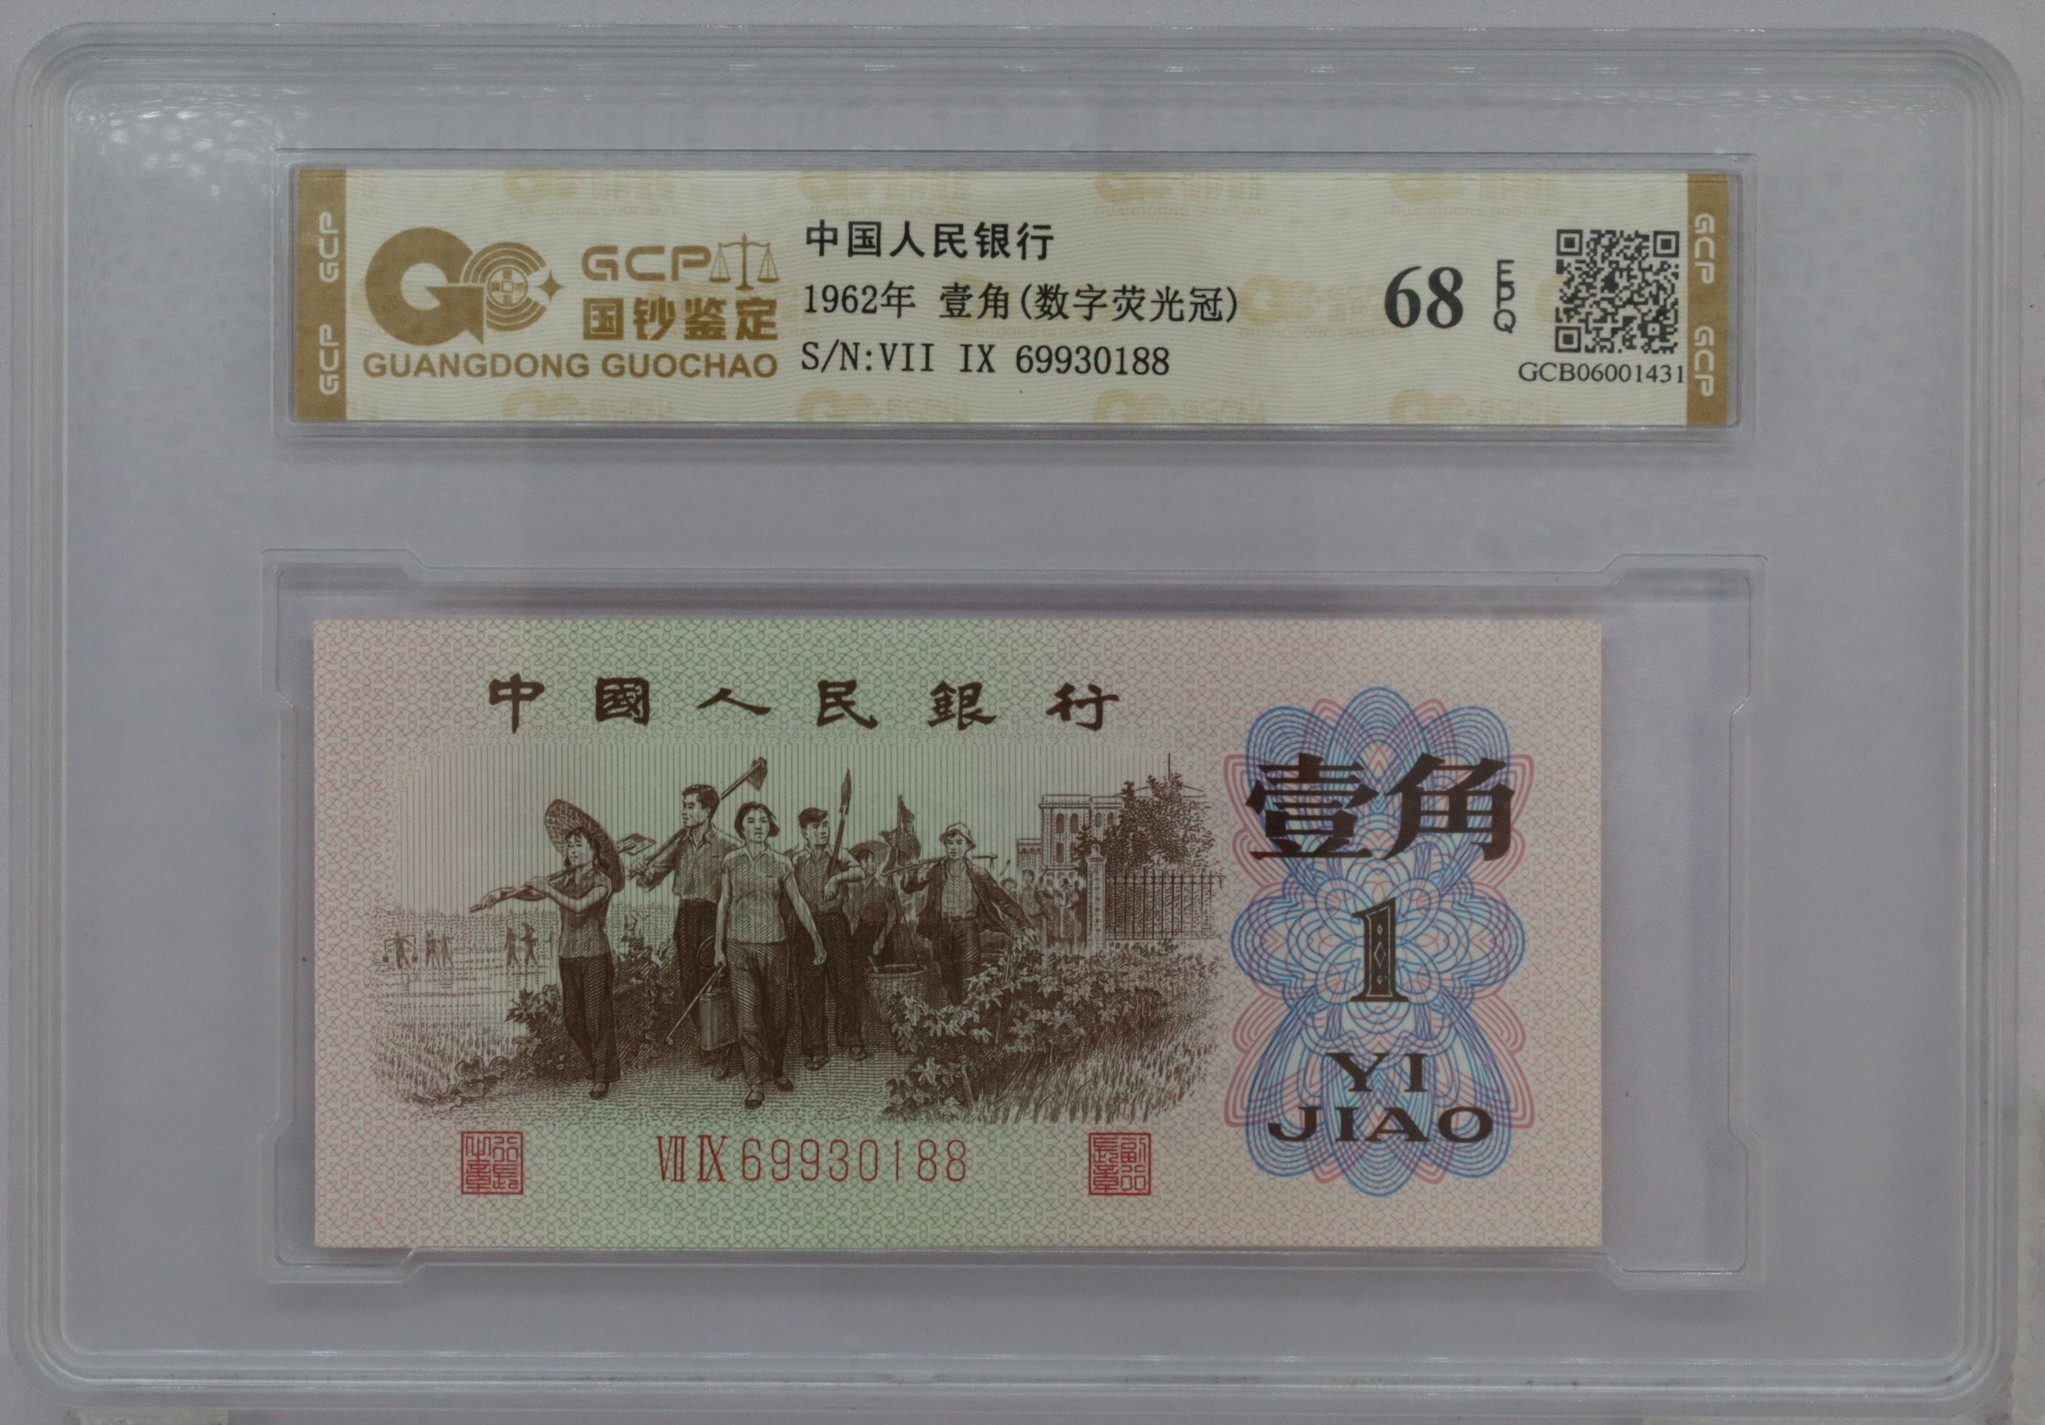 GCP
GCP
GCP
国钞鉴定
GUANGDONG GUOCHAO
中国人民银行
1962年 壹角(数字荧光冠)
S/N:VII IX 69930188
68
EPQ
GCB06001431
GCP
GCP
中國人民銀行
壹角
1
YI
JIAO
VII IX 69930188